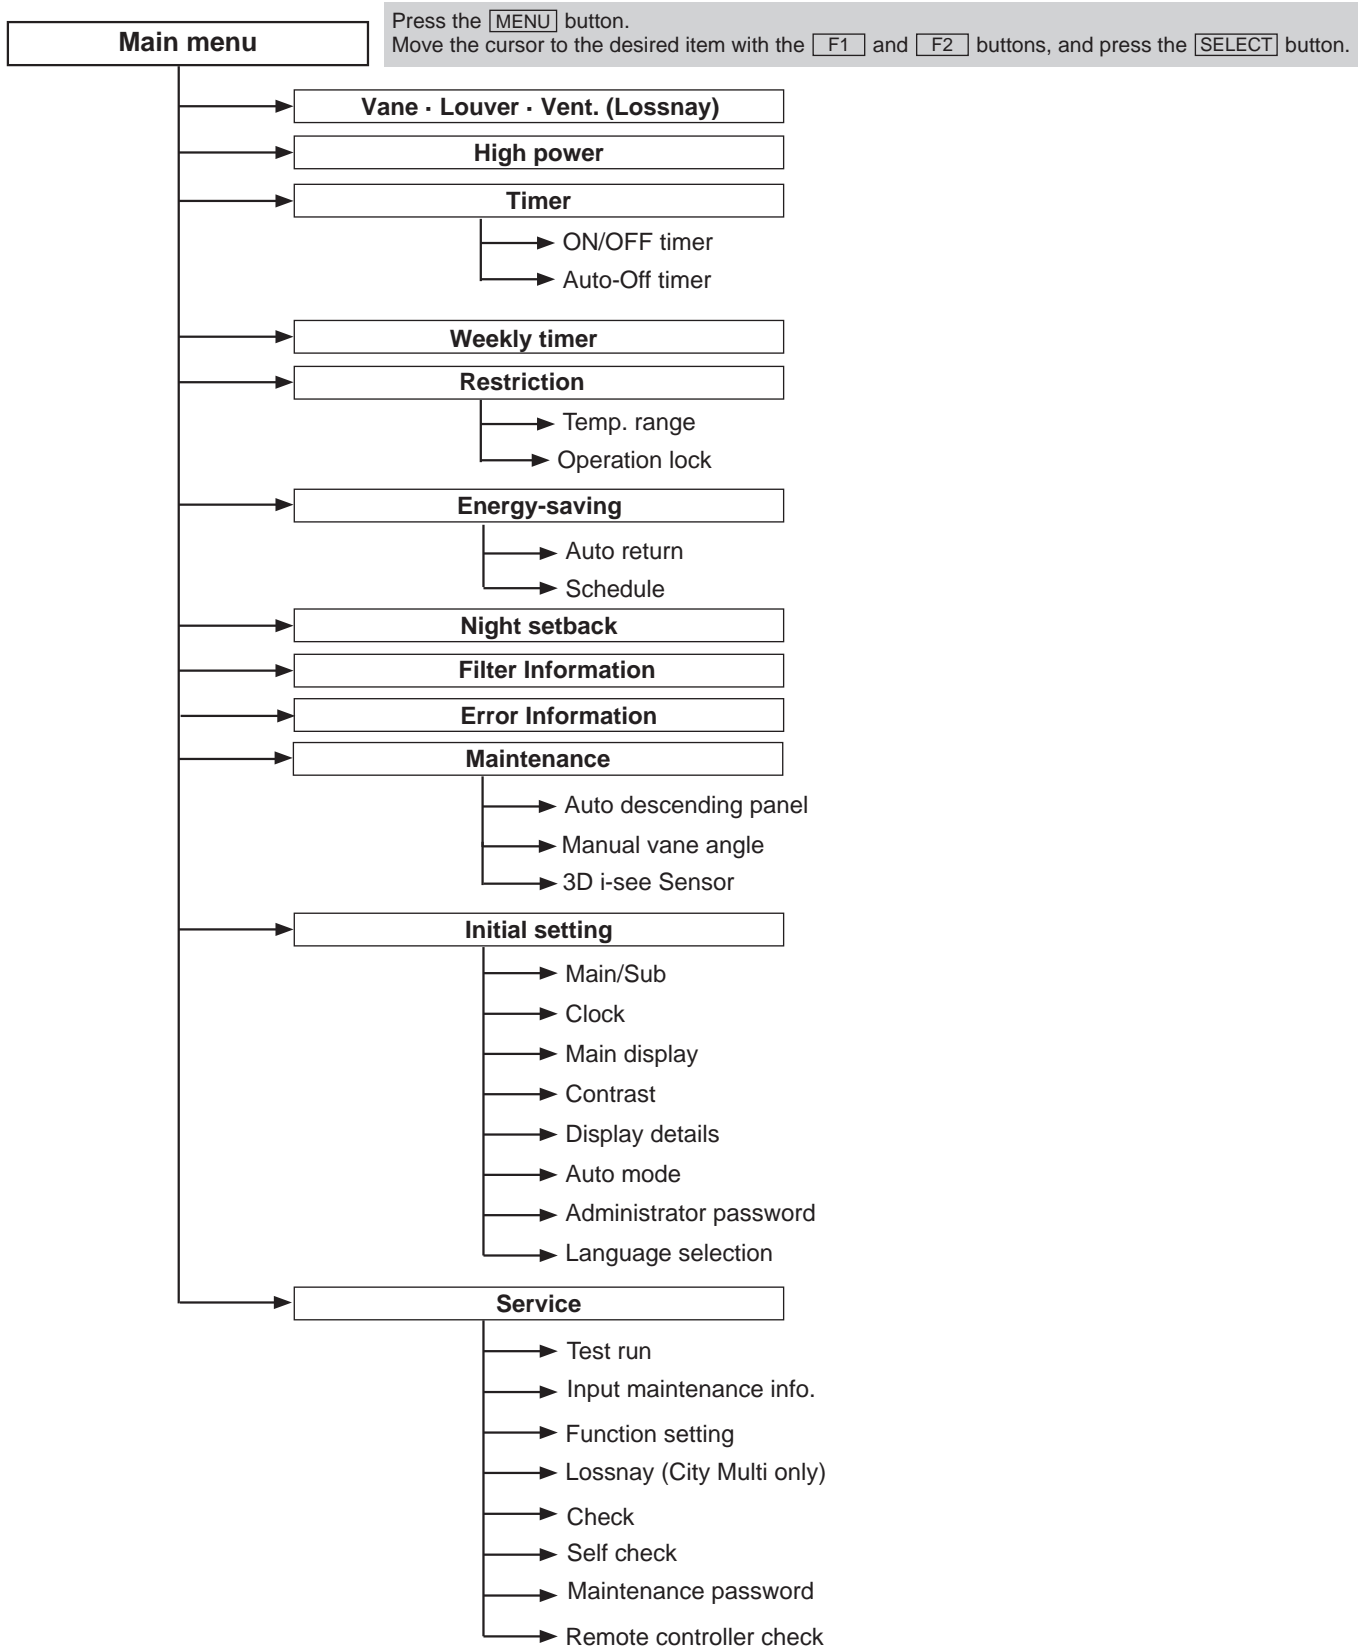 Main menu
Press the MENU button.
Move the cursor to the desired item with the F1 and F2 buttons, and press the SELECT button.
Vane · Louver · Vent. (Lossnay)
High power
Timer
ON/OFF timer
Auto-Off timer
Weekly timer
Restriction
Temp. range
Operation lock
Energy-saving
Auto return
Schedule
Night setback
Filter Information
Error Information
Maintenance
Auto descending panel
Manual vane angle
3D i-see Sensor
Initial setting
Main/Sub
Clock
Main display
Contrast
Display details
Auto mode
Administrator password
Language selection
Service
Test run
Input maintenance info.
Function setting
Lossnay (City Multi only)
Check
Self check
Maintenance password
Remote controller check